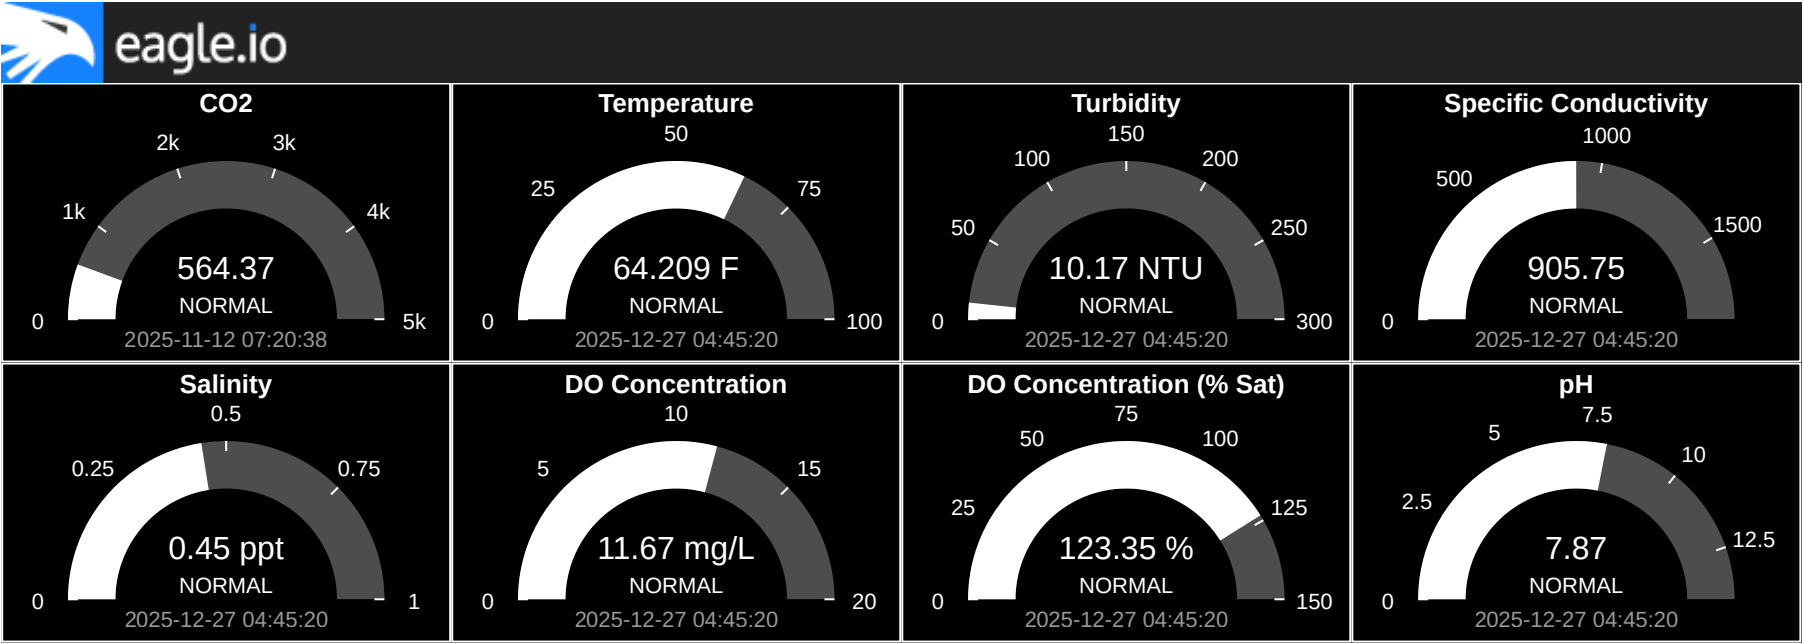 eagle.io
CO2
2k
3k
1k
4k
564.37
NORMAL
0
5k
2025-11-12 07:20:38
Temperature
50
25
75
64.209 F
NORMAL
0
100
2025-12-27 04:45:20
Turbidity
150
100
200
50
250
10.17 NTU
NORMAL
0
300
2025-12-27 04:45:20
Specific Conductivity
1000
500
1500
905.75
NORMAL
0
2025-12-27 04:45:20
Salinity
0.5
0.25
0.75
0.45 ppt
NORMAL
0
1
2025-12-27 04:45:20
DO Concentration
10
5
15
11.67 mg/L
NORMAL
0
20
2025-12-27 04:45:20
DO Concentration (% Sat)
75
50
100
25
125
123.35 %
NORMAL
0
150
2025-12-27 04:45:20
pH
7.5
5
10
2.5
12.5
7.87
NORMAL
0
2025-12-27 04:45:20